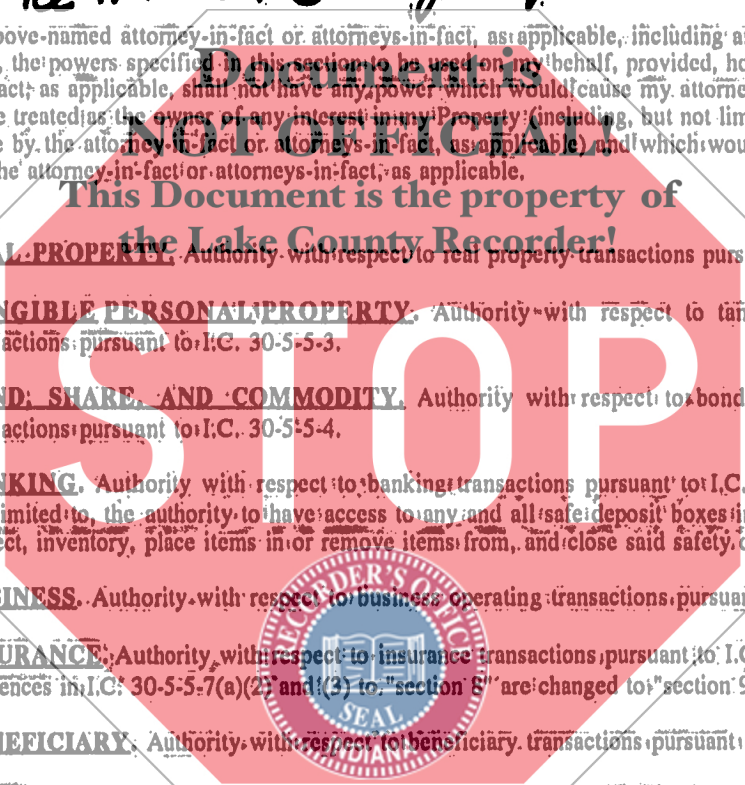 above-named attorney-in-fact or attorneys-in-fact, as applicable, including a
, the powers specified in this section to be used on my behalf, provided, ho
act, as applicable, shall not have any power which would cause my attorne
e treated as the owner of any interest in my Property (including, but not lim
e by the attorney-in-fact or attorneys-in-fact, as applicable) and which wou
he attorney-in-fact or attorneys-in-fact, as applicable.
Document is
NOT OFFICIAL!
This Document is the property of
the Lake County Recorder!
AL PROPERTY. Authority with respect to real property transactions purs
NGIBLE PERSONAL PROPERTY. Authority with respect to tan
actions pursuant to I.C. 30-5-5-3.
ND, SHARE, AND COMMODITY. Authority with respect to bond
actions pursuant to I.C. 30-5-5-4.
STOP
NKING. Authority with respect to banking transactions pursuant to I.C.
imited to, the authority to have access to any and all safe deposit boxes i
ect, inventory, place items in or remove items from, and close said safety
SINESS. Authority with respect to business operating transactions pursuan
URANCE. Authority with respect to insurance transactions pursuant to I.C
ences in I.C. 30-5-5-7(a)(2) and (3) to "section 8" are changed to "section 9
NEFICIARY. Authority with respect to beneficiary transactions pursuant
RECORDER'S OFFICE
SEAL
INDIANA